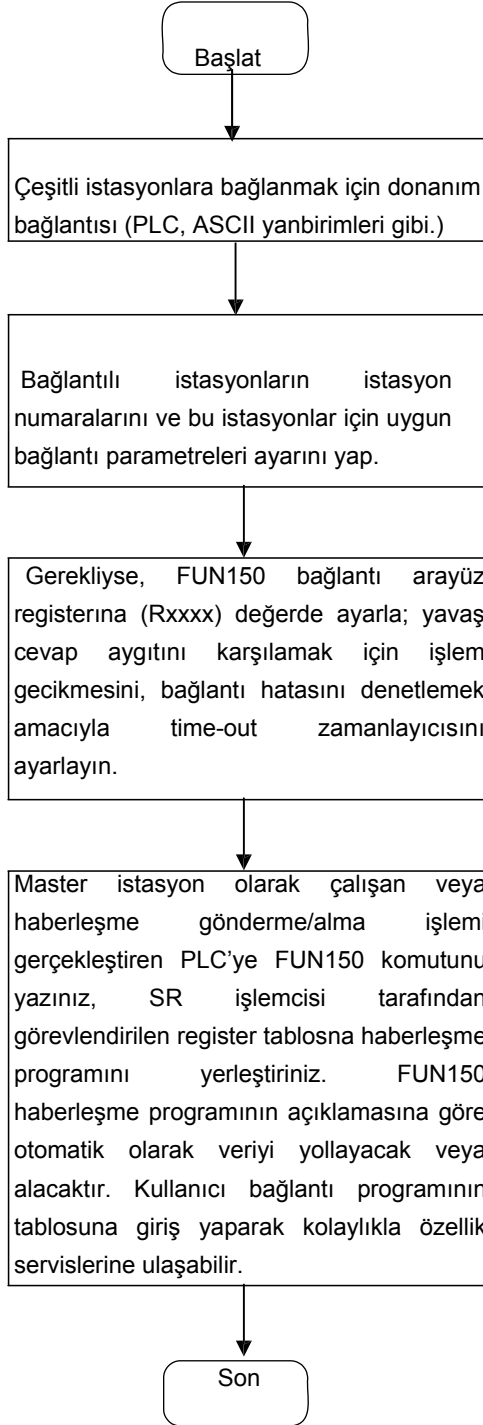 Başlat
Çeşitli istasyonlara bağlanmak için donanım
bağlantısı (PLC, ASCII yanbirimleri gibi.)
Bağlantılı istasyonların istasyon
numaralarını ve bu istasyonlar için uygun
bağlantı parametreleri ayarını yap.
Gerekliyse, FUN150 bağlantı arayüz
registerına (Rxxxx) değerde ayarla; yavaş
cevap aygıtını karşılamak için işlem
gecikmesini, bağlantı hatasını denetlemek
amacıyla time-out zamanlayıcısını
ayarlayın.
Master istasyon olarak çalışan veya
haberleşme gönderme/alma işlemi
gerçekleştiren PLC’ye FUN150 komutunu
yazınız, SR işlemcisi tarafından
görevlendirilen register tablosna haberleşme
programını yerleştiriniz. FUN150
haberleşme programının açıklamasına göre
otomatik olarak veriyi yollayacak veya
alacaktır. Kullanıcı bağlantı programının
tablosuna giriş yaparak kolaylıkla özellik
servislerine ulaşabilir.
Son